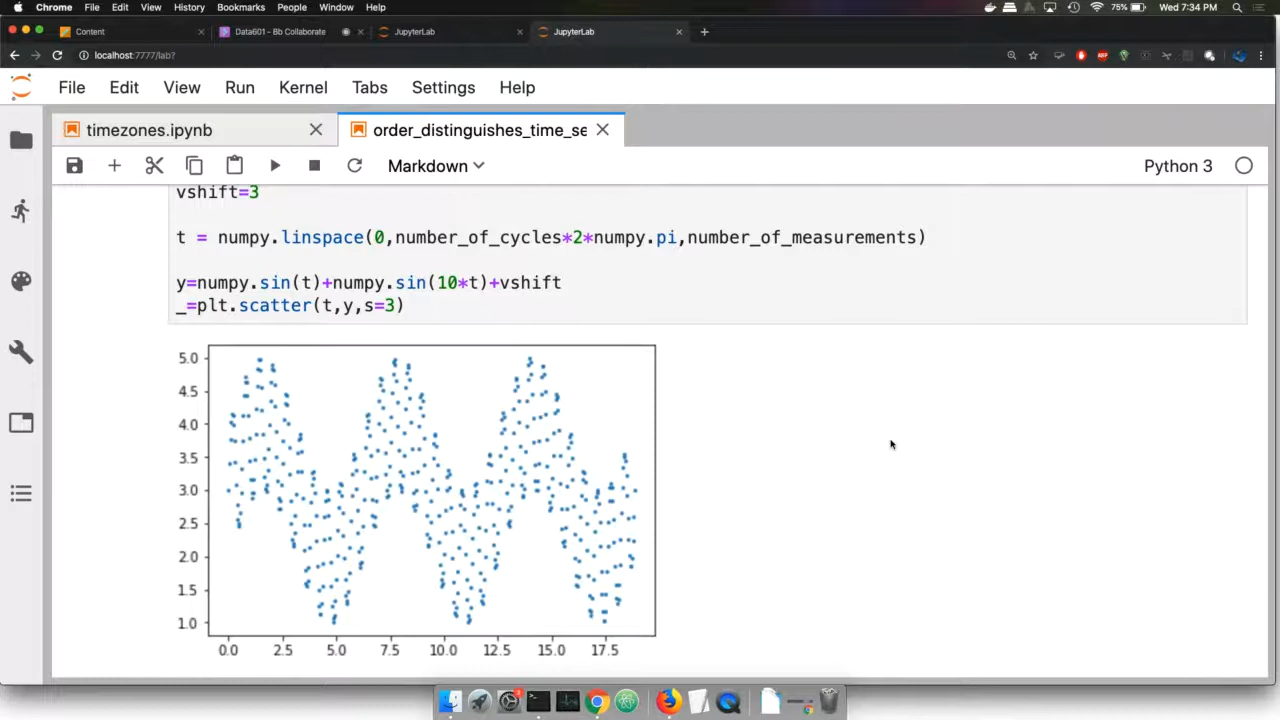 Chrome File Edit View History Bookmarks People Window Help 75% Wed 7:34 PM
Content Data601 - Bb Collaborate JupyterLab JupyterLab
localhost:7777/lab? ABP
File Edit View Run Kernel Tabs Settings Help
timezones.ipynb order_distinguishes_time_se
Markdown Python 3
vshift=3
t = numpy.linspace(0,number_of_cycles*2*numpy.pi,number_of_measurements)
y=numpy.sin(t)+numpy.sin(10*t)+vshift
_=plt.scatter(t,y,s=3)
5.0
4.5
4.0
3.5
3.0
2.5
2.0
1.5
1.0
0.0 2.5 5.0 7.5 10.0 12.5 15.0 17.5